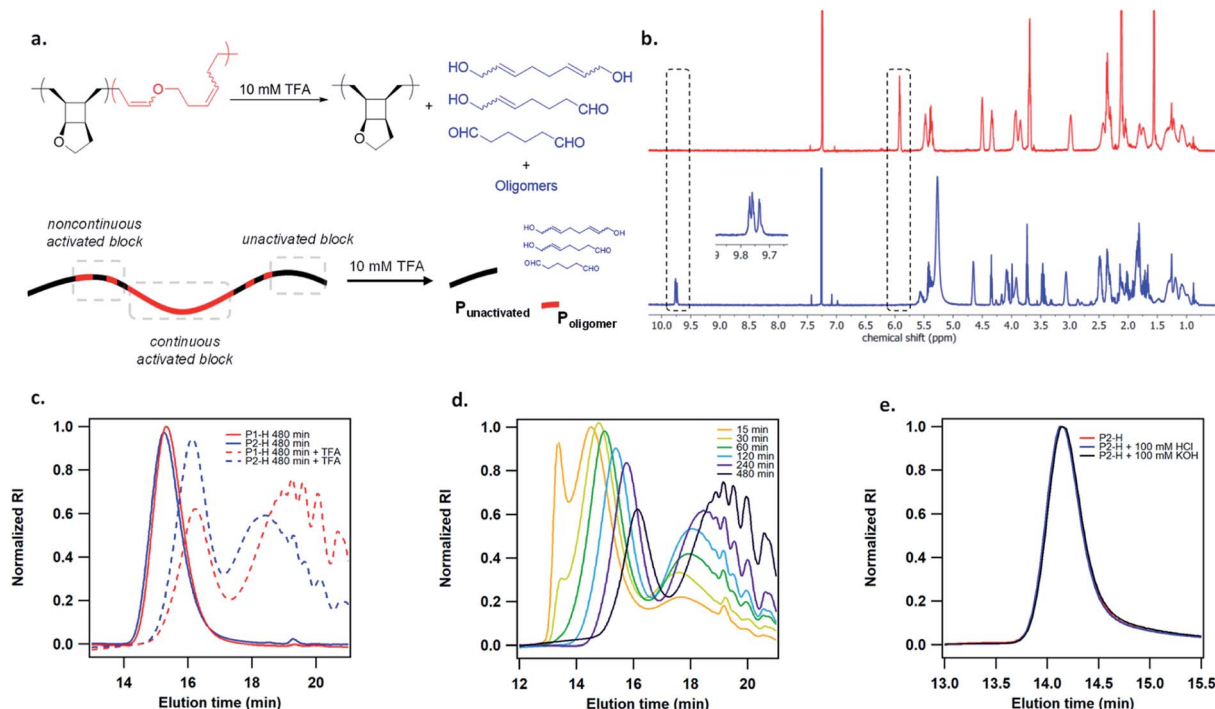 a.
O
O
10 mM TFA
O
+
HO
OH
HO
CHO
OHC
CHO
+
Oligomers
noncontinuous
activated block
unactivated block
continuous
activated block
10 mM TFA
HO
OH
HO
CHO
OHC
CHO
Punactivated
Poligomer
b.
9.8 9.7
10.0 9.5 9.0 8.5 8.0 7.5 7.0 6.5 6.0 5.5 5.0 4.5 4.0 3.5 3.0 2.5 2.0 1.5 1.0
chemical shift (ppm)
c.
Normalized RI
1.0
0.8
0.6
0.4
0.2
0.0
P1-H 480 min
P2-H 480 min
P1-H 480 min + TFA
P2-H 480 min + TFA
14 16 18 20
Elution time (min)
d.
Normalized RI
1.0
0.8
0.6
0.4
0.2
0.0
15 min
30 min
60 min
120 min
240 min
480 min
12 14 16 18 20
Elution time (min)
e.
Normalized RI
1.0
0.8
0.6
0.4
0.2
0.0
P2-H
P2-H + 100 mM HCl
P2-H + 100 mM KOH
13.0 13.5 14.0 14.5 15.0 15.5
Elution time (min)